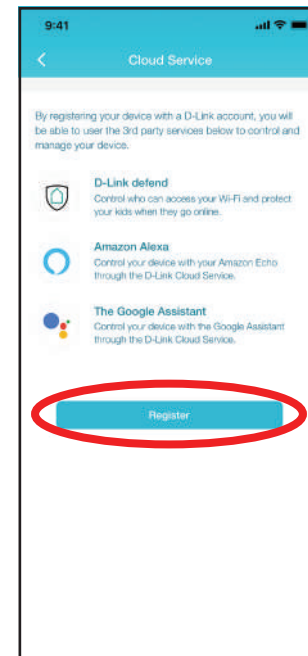 9:41
Cloud Service
By registering your device with a D-Link account, you will
be able to user the 3rd party services below to control and
manage your device.
D-Link defend
Control who can access your Wi-Fi and protect
your kids when they go online.
Amazon Alexa
Control your device with your Amazon Echo
through the D-Link Cloud Service.
The Google Assistant
Control your device with the Google Assistant
through the D-Link Cloud Service.
Register